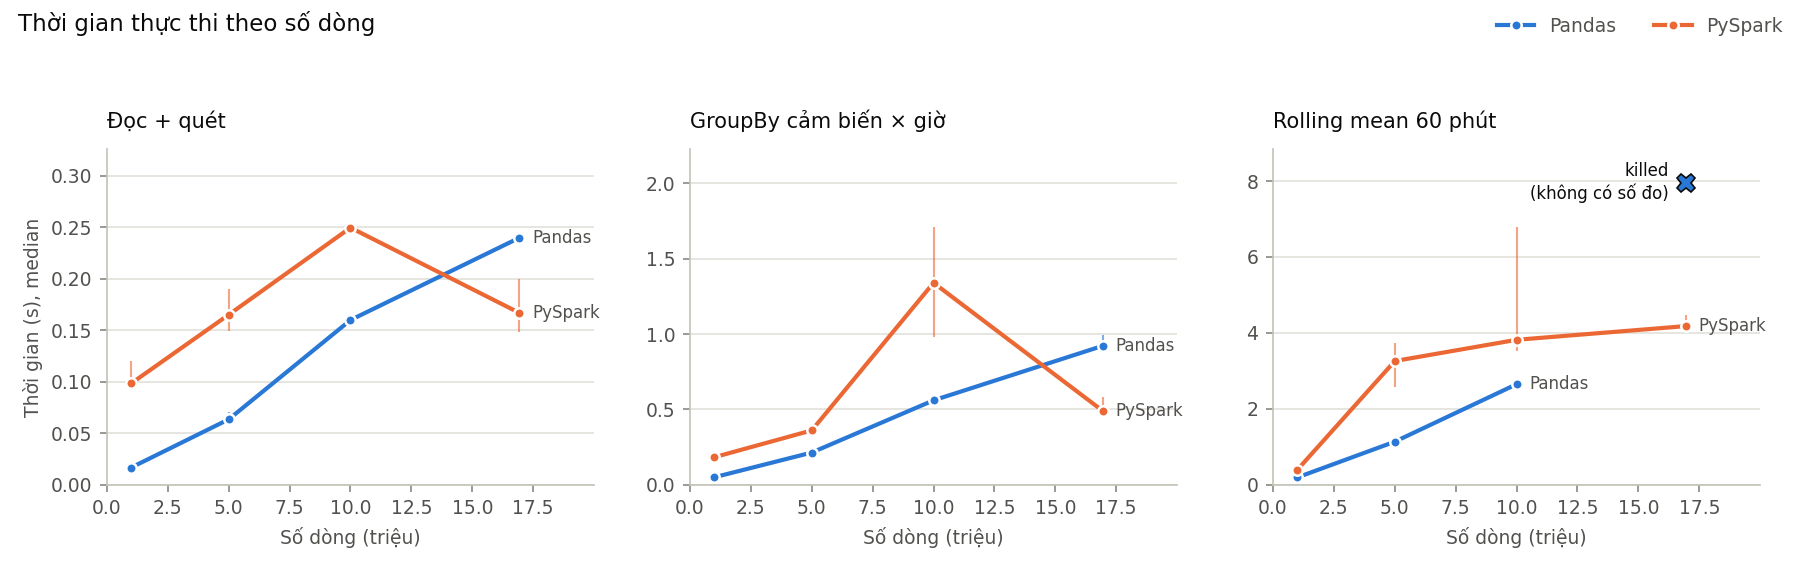 Thời gian thực thi theo số dòng
Pandas
PySpark
Đọc + quét
Thời gian (s), median
0.30
0.25
0.20
0.15
0.10
0.05
0.00
Pandas
PySpark
0.0 2.5 5.0 7.5 10.0 12.5 15.0 17.5
Số dòng (triệu)
GroupBy cảm biến × giờ
2.0
1.5
1.0
0.5
0.0
Pandas
PySpark
0.0 2.5 5.0 7.5 10.0 12.5 15.0 17.5
Số dòng (triệu)
Rolling mean 60 phút
8
6
4
2
0
killed
(không có số đo)
PySpark
Pandas
0.0 2.5 5.0 7.5 10.0 12.5 15.0 17.5
Số dòng (triệu)